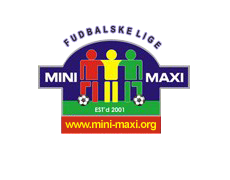 FUDBALSKE LIGE
MINI MAXI
EST'd 2001
www.mini-maxi.org